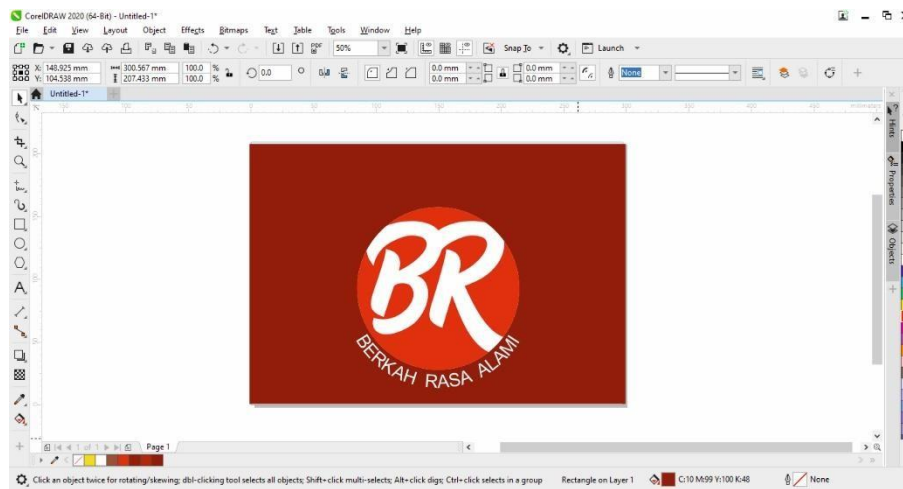 CorelDRAW 2020 (64-Bit) - Untitled-1*
File Edit View Layout Object Effects Bitmaps Text Table Tools Window Help
PDF 50% Snap To Launch
X: 148.925 mm 300.567 mm 100.0 % 0.0 ° 0.0 mm 0.0 mm None
Y: 104.538 mm 207.433 mm 100.0 % 0.0 mm 0.0 mm
Untitled-1*
millimeters
Hints
Properties
Objects
BR
BERKAH RASA ALAMI
1 of 1 Page 1
Click an object twice for rotating/skewing; dbl-clicking tool selects all objects; Shift+click multi-selects; Alt+click digs; Ctrl+click selects in a group Rectangle on Layer 1 C:10 M:99 Y:100 K:48 None